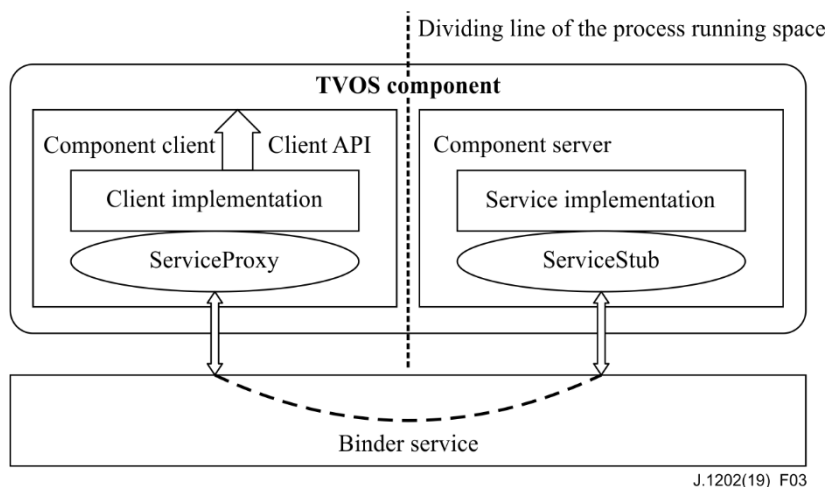 Dividing line of the process running space
TVOS component
Component client
Client API
Component server
Client implementation
Service implementation
ServiceProxy
ServiceStub
Binder service
J.1202(19)_F03